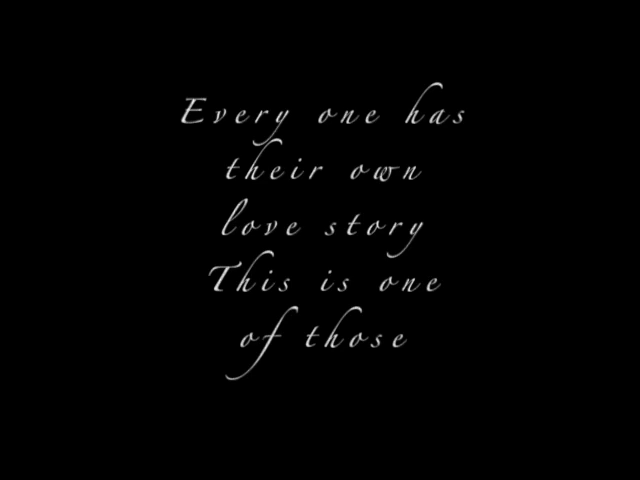 Every one has
their own
love story
This is one
of those